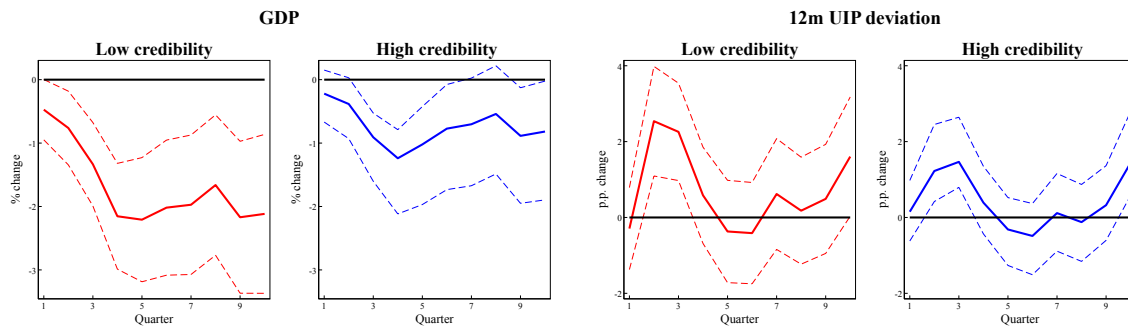 GDP
12m UIP deviation
Low credibility
High credibility
Low credibility
High credibility
% change
0
-1
-2
-3
1
3
5
7
9
Quarter
% change
0
-1
-2
-3
1
3
5
7
9
Quarter
p.p. change
4
2
0
-2
1
3
5
7
9
Quarter
p.p. change
4
2
0
-2
1
3
5
7
9
Quarter